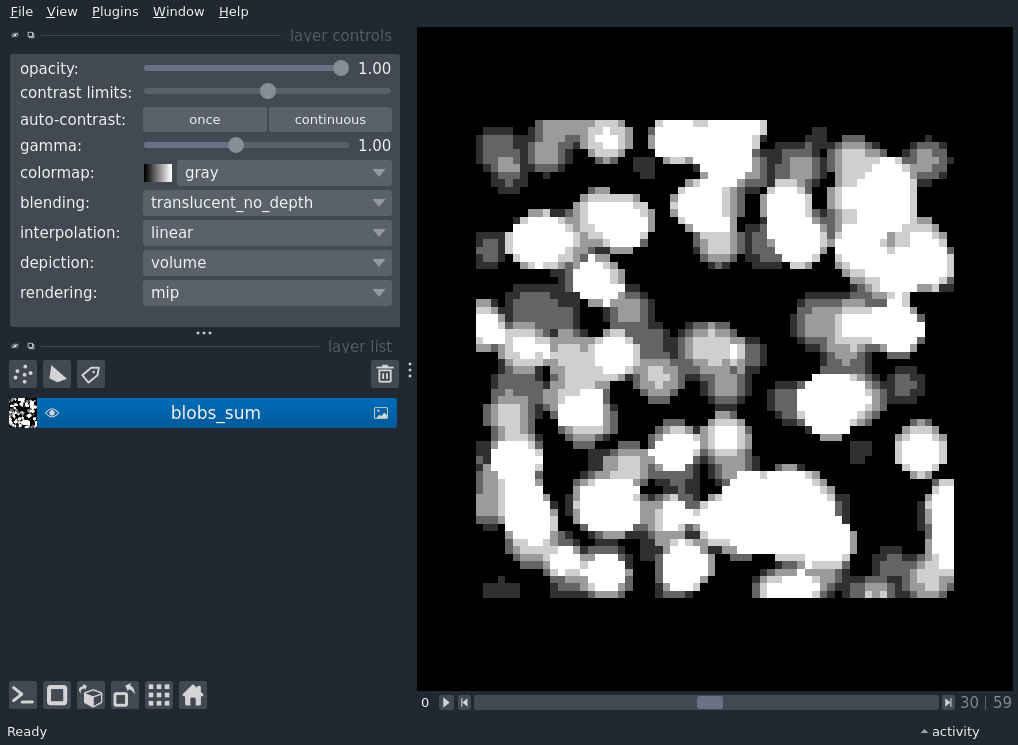 File View Plugins Window Help
layer controls
opacity: 1.00
contrast limits:
auto-contrast: once continuous
gamma: 1.00
colormap: gray
blending: translucent_no_depth
interpolation: linear
depiction: volume
rendering: mip
layer list
blobs_sum
0 30 | 59
Ready activity